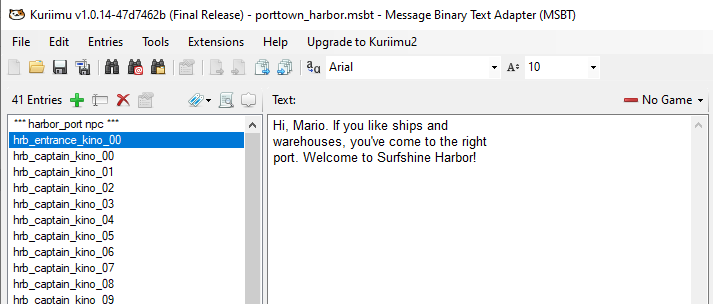 Kuriimu v1.0.14-47d7462b (Final Release) - porttown_harbor.msbt - Message Binary Text Adapter (MSBT)
File Edit Entries Tools Extensions Help Upgrade to Kuriimu2
Arial 10
41 Entries Text: No Game
*** harbor_port npc ***
hrb_entrance_kino_00
hrb_captain_kino_00
hrb_captain_kino_01
hrb_captain_kino_02
hrb_captain_kino_03
hrb_captain_kino_04
hrb_captain_kino_05
hrb_captain_kino_06
hrb_captain_kino_07
hrb_captain_kino_08
hrb_captain_kino_09
Hi, Mario. If you like ships and
warehouses, you've come to the right
port. Welcome to Surfshine Harbor!